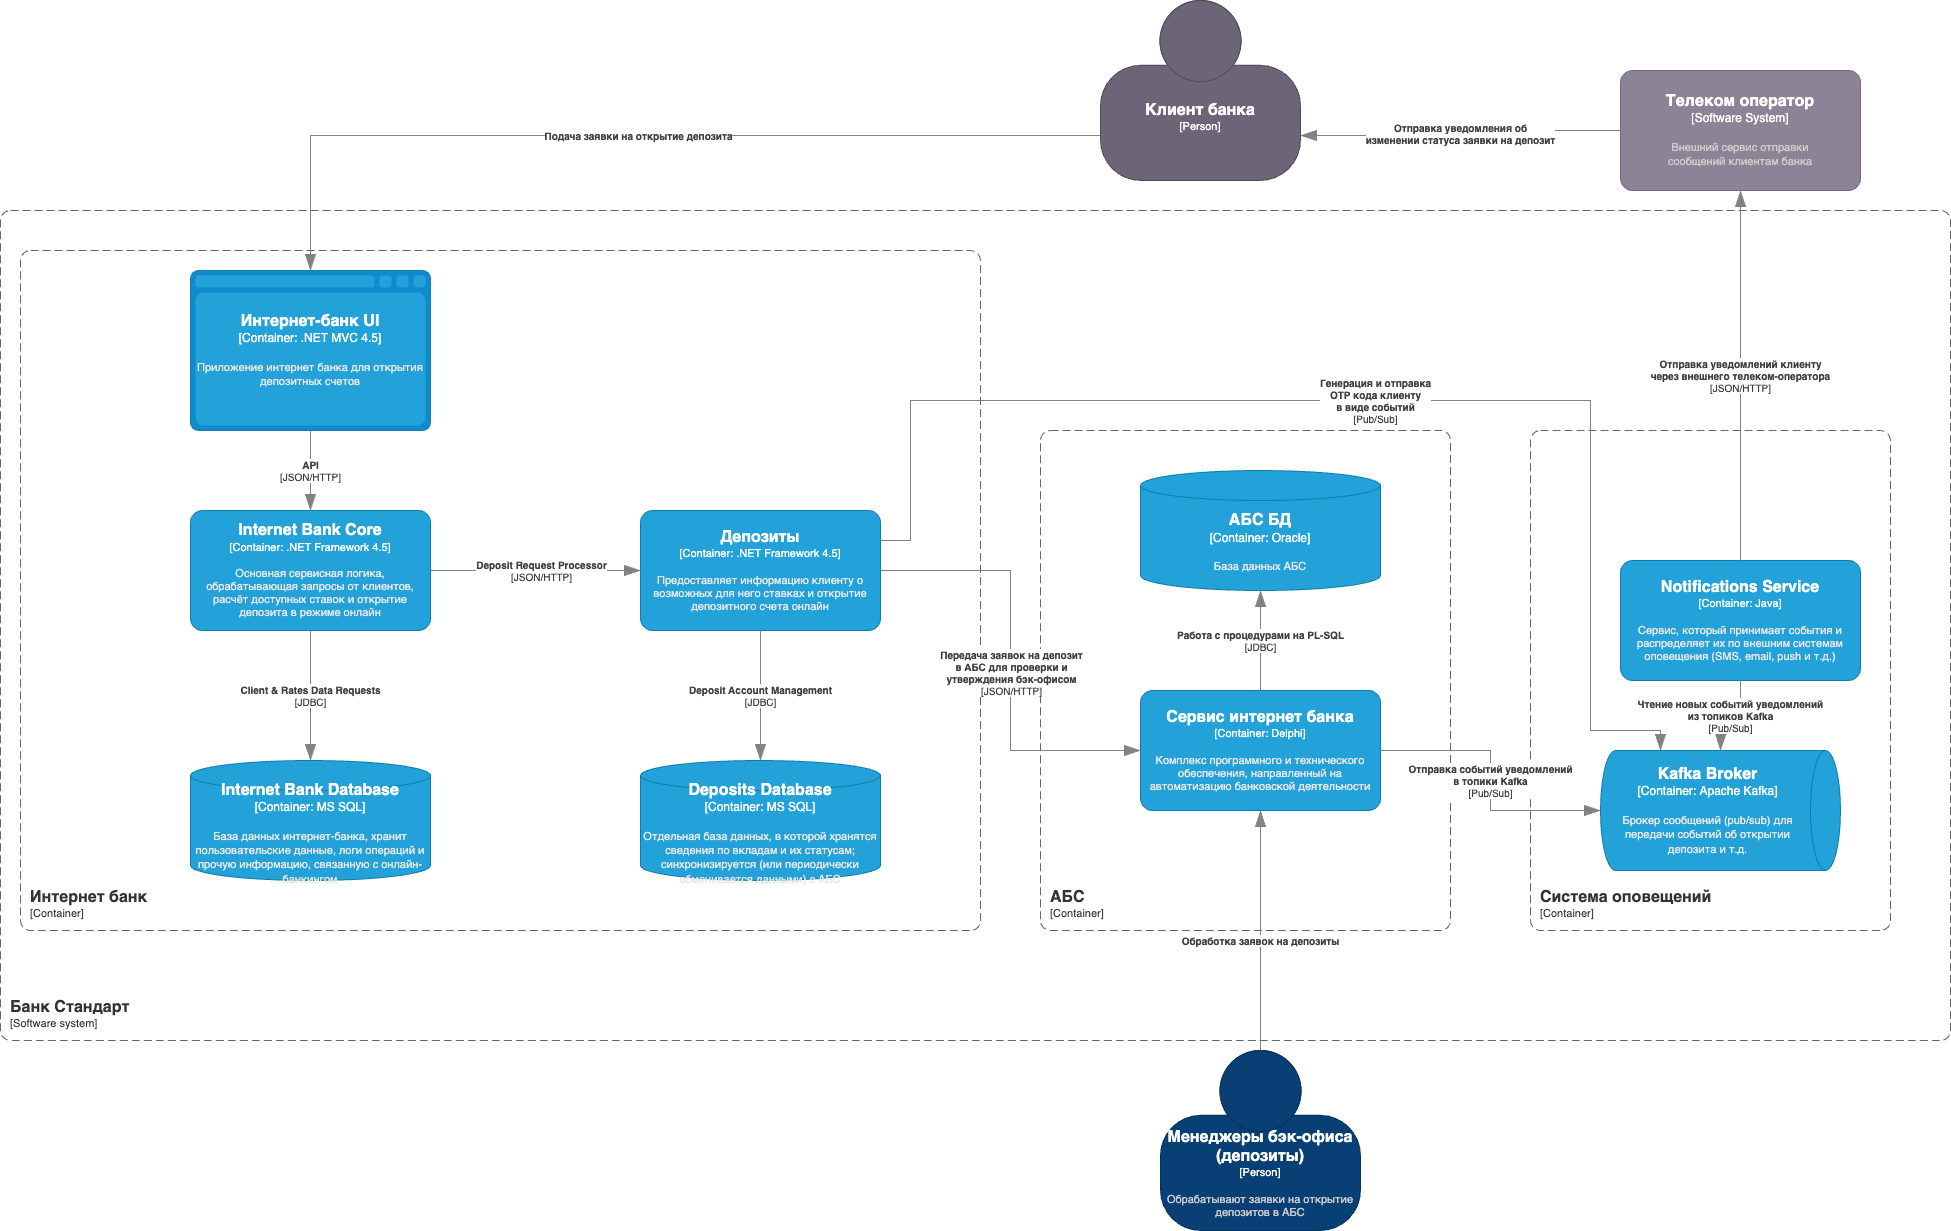 Клиент банка
[Person]
Телеком оператор
[Software System]
Внешний сервис отправки
сообщений клиентам банка
Подача заявки на открытие депозита
Отправка уведомления об
изменении статуса заявки на депозит
Интернет-банк UI
[Container: .NET MVC 4.5]
Приложение интернет банка для открытия
депозитных счетов
Отправка уведомлений клиенту
через внешнего телеком-оператора
[JSON/HTTP]
Генерация и отправка
OTP кода клиенту
в виде событий
[Pub/Sub]
API
[JSON/HTTP]
Internet Bank Core
[Container: .NET Framework 4.5]
Основная сервисная логика,
обрабатывающая запросы от клиентов,
расчёт доступных ставок и открытие
депозита в режиме онлайн
Deposit Request Processor
[JSON/HTTP]
Депозиты
[Container: .NET Framework 4.5]
Предоставляет информацию клиенту о
возможных для него ставках и открытие
депозитного счета онлайн
АБС БД
[Container: Oracle]
База данных АБС
Notifications Service
[Container: Java]
Сервис, который принимает события и
распределяет их по внешним системам
оповещения (SMS, email, push и т.д.)
Работа с процедурами на PL-SQL
[JDBC]
Передача заявок на депозит
в АБС для проверки и
утверждения бэк-офисом
[JSON/HTTP]
Client & Rates Data Requests
[JDBC]
Deposit Account Management
[JDBC]
Чтение новых событий уведомлений
из топиков Kafka
[Pub/Sub]
Сервис интернет банка
[Container: Delphi]
Комплекс программного и технического
обеспечения, направленный на
автоматизацию банковской деятельности
Отправка событий уведомлений
в топики Kafka
[Pub/Sub]
Kafka Broker
[Container: Apache Kafka]
Брокер сообщений (pub/sub) для
передачи событий об открытии
депозита и т.д.
Internet Bank Database
[Container: MS SQL]
База данных интернет-банка, хранит
пользовательские данные, логи операций и
прочую информацию, связанную с онлайн-
банкингом
Deposits Database
[Container: MS SQL]
Отдельная база данных, в которой хранятся
сведения по вкладам и их статусам;
синхронизируется (или периодически
обменивается данными) с АБС
Интернет банк
[Container]
АБС
[Container]
Система оповещений
[Container]
Обработка заявок на депозиты
Банк Стандарт
[Software system]
Менеджеры бэк-офиса
(депозиты)
[Person]
Обрабатывают заявки на открытие
депозитов в АБС